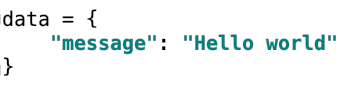 data = {
    "message": "Hello world"
}